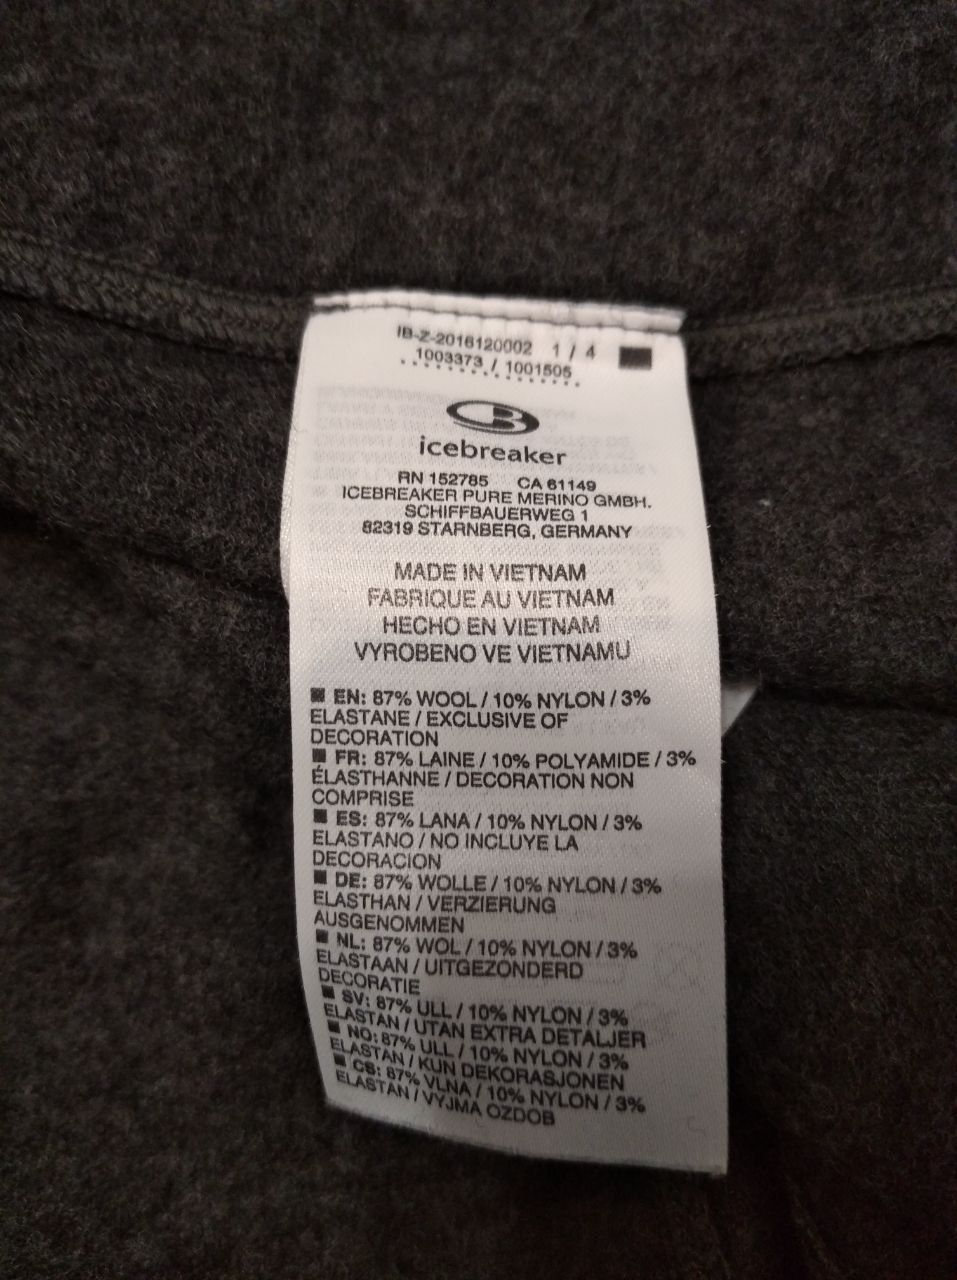 IB-Z-2016120002 1 / 4
1003373 / 1001505
icebreaker
RN 152785 CA 61149
ICEBREAKER PURE MERINO GMBH.
SCHIFFBAUERWEG 1
82319 STARNBERG, GERMANY
MADE IN VIETNAM
FABRIQUE AU VIETNAM
HECHO EN VIETNAM
VYROBENO VE VIETNAMU
■ EN: 87% WOOL / 10% NYLON / 3%
ELASTANE / EXCLUSIVE OF
DECORATION
■ FR: 87% LAINE / 10% POLYAMIDE / 3%
ÉLASTHANNE / DECORATION NON
COMPRISE
■ ES: 87% LANA / 10% NYLON / 3%
ELASTANO / NO INCLUYE LA
DECORACION
■ DE: 87% WOLLE / 10% NYLON / 3%
ELASTHAN / VERZIERUNG
AUSGENOMMEN
■ NL: 87% WOL / 10% NYLON / 3%
ELASTAAN / UITGEZONDERD
DECORATIE
■ SV: 87% ULL / 10% NYLON / 3%
ELASTAN / UTAN EXTRA DETALJER
■ NO: 87% ULL / 10% NYLON / 3%
ELASTAN / KUN DEKORASJONEN
■ CS: 87% VLNA / 10% NYLON / 3%
ELASTAN / VYJMA OZDOB